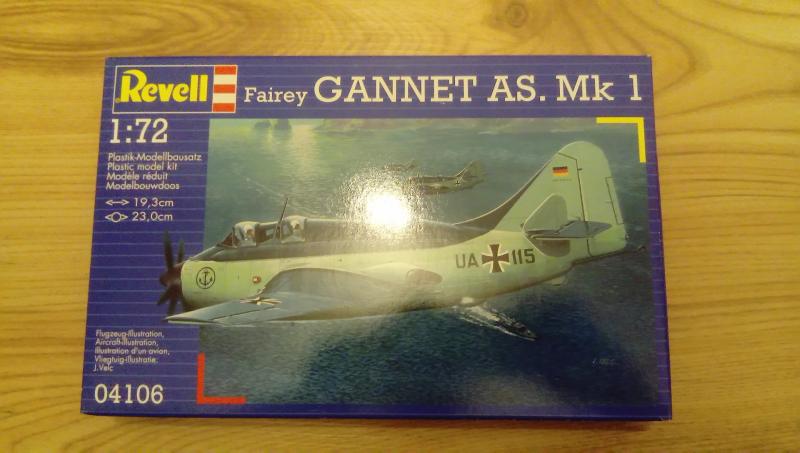 Revell
Fairey GANNET AS. Mk 1
1:72
Plastik-Modellbausatz
Plastic model kit
Modèle réduit
Modelbouwdoos
19,3cm
23,0cm
UA 115
Flugzeug-Illustration,
Aircraft-illustration,
Illustration d'un avion,
Vliegtuig-illustratie:
J.Velc
04106